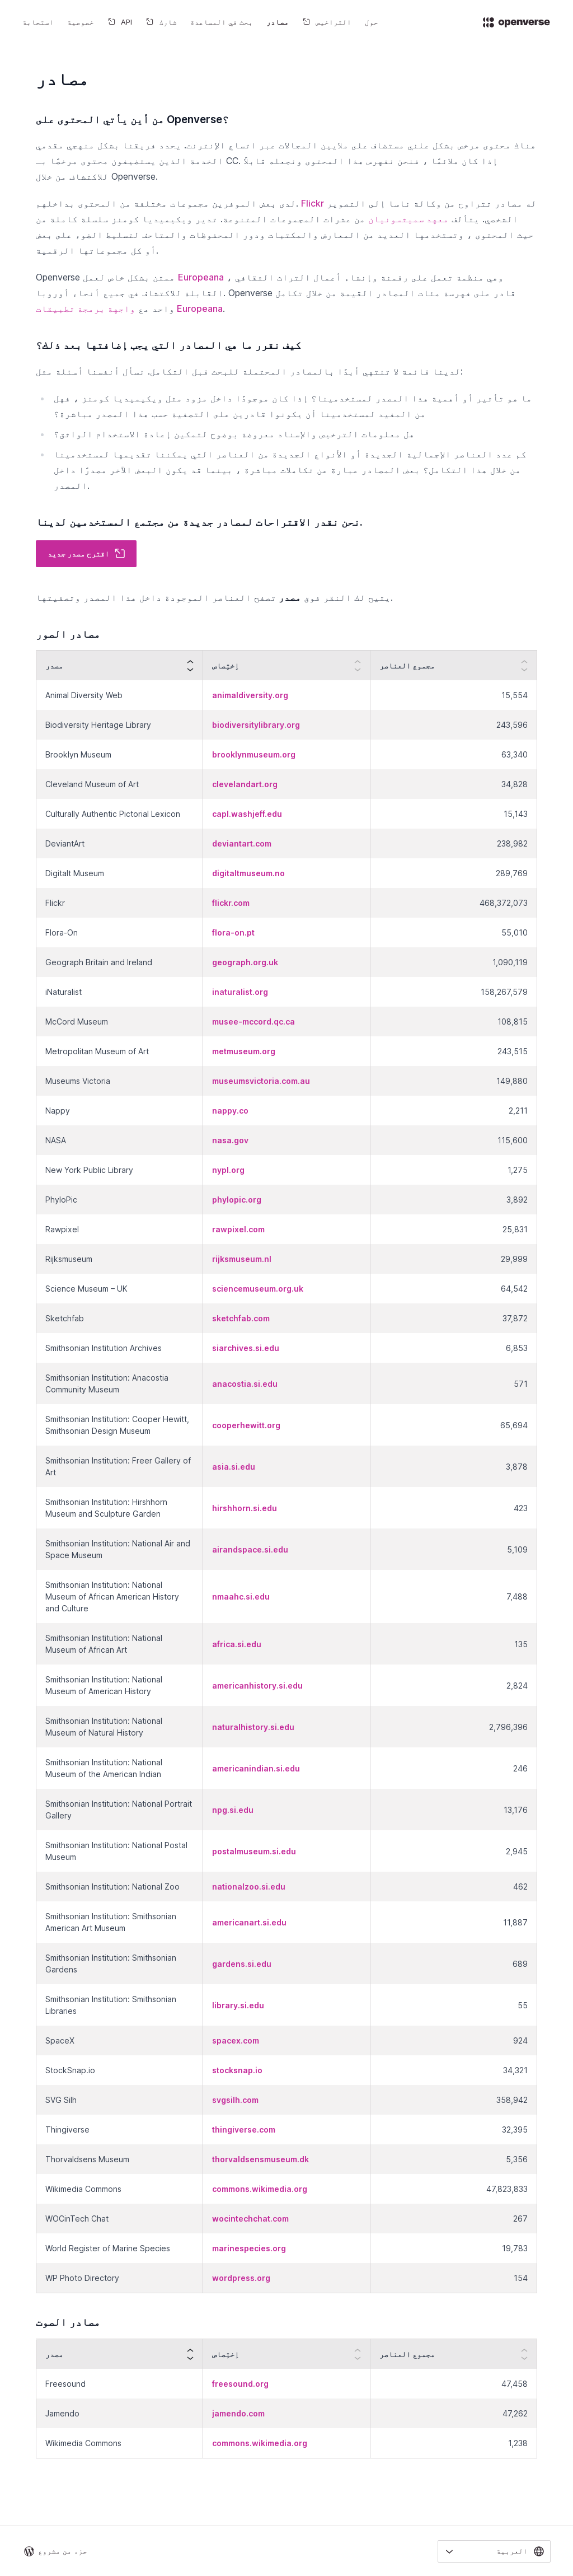 openverse
حول
التراخيص
مصادر
بحث في المساعدة
شارك
API
خصوصية
استجابة
مصادر
من أين يأتي المحتوى على Openverse؟
هناك محتوى مرخص بشكل علني مستضاف على ملايين المجالات عبر اتساع الإنترنت. يحدد فريقنا بشكل منهجي مقدمي
الخدمة الذين يستضيفون محتوى مرخصًا بـ CC. إذا كان ملائمًا ، فنحن نفهرس هذا المحتوى ونجعله قابلاً
للاكتشاف من خلال Openverse.
لدى بعض الموفرين مجموعات مختلفة من المحتوى بداخلهم. Flickr له مصادر تتراوح من وكالة ناسا إلى التصوير
الشخصي. يتألف معهد سميثسونيان من عشرات المجموعات المتنوعة. تدير ويكيميديا كومنز سلسلة كاملة من
حيث المحتوى ، وتستخدمها العديد من المعارض والمكتبات ودور المحفوظات والمتاحف لتسليط الضوء على بعض
أو كل مجموعاتها الرقمية.
Openverse ممتن بشكل خاص لعمل Europeana ، وهي منظمة تعمل على رقمنة وإنشاء أعمال التراث الثقافي
القابلة للاكتشاف في جميع أنحاء أوروبا. Openverse قادر على فهرسة مئات المصادر القيمة من خلال تكامل
واحد مع واجهة برمجة تطبيقات Europeana.
كيف نقرر ما هي المصادر التي يجب إضافتها بعد ذلك؟
لدينا قائمة لا تنتهي أبدًا بالمصادر المحتملة للبحث قبل التكامل. نسأل أنفسنا أسئلة مثل:
ما هو تأثير أو أهمية هذا المصدر لمستخدمينا؟ إذا كان موجودًا داخل مزود مثل ويكيميديا كومنز ، فهل
من المفيد لمستخدمينا أن يكونوا قادرين على التصفية حسب هذا المصدر مباشرة؟
هل معلومات الترخيص والإسناد معروضة بوضوح لتمكين إعادة الاستخدام الواثق؟
كم عدد العناصر الإجمالية الجديدة أو الأنواع الجديدة من العناصر التي يمكننا تقديمها لمستخدمينا
من خلال هذا التكامل؟ بعض المصادر عبارة عن تكاملات مباشرة ، بينما قد يكون البعض الآخر مصدرًا داخل
المصدر.
نحن نقدر الاقتراحات لمصادر جديدة من مجتمع المستخدمين لدينا.
اقترح مصدر جديد
يتيح لك النقر فوق مصدر تصفح العناصر الموجودة داخل هذا المصدر وتصفيتها.
مصادر الصور
مصدر إختِصاص مجموع العناصر
Animal Diversity Web animaldiversity.org 15,554
Biodiversity Heritage Library biodiversitylibrary.org 243,596
Brooklyn Museum brooklynmuseum.org 63,340
Cleveland Museum of Art clevelandart.org 34,828
Culturally Authentic Pictorial Lexicon capl.washjeff.edu 15,143
DeviantArt deviantart.com 238,982
Digitalt Museum digitaltmuseum.no 289,769
Flickr flickr.com 468,372,073
Flora-On flora-on.pt 55,010
Geograph Britain and Ireland geograph.org.uk 1,090,119
iNaturalist inaturalist.org 158,267,579
McCord Museum musee-mccord.qc.ca 108,815
Metropolitan Museum of Art metmuseum.org 243,515
Museums Victoria museumsvictoria.com.au 149,880
Nappy nappy.co 2,211
NASA nasa.gov 115,600
New York Public Library nypl.org 1,275
PhyloPic phylopic.org 3,892
Rawpixel rawpixel.com 25,831
Rijksmuseum rijksmuseum.nl 29,999
Science Museum – UK sciencemuseum.org.uk 64,542
Sketchfab sketchfab.com 37,872
Smithsonian Institution Archives siarchives.si.edu 6,853
Smithsonian Institution: Anacostia
Community Museum anacostia.si.edu 571
Smithsonian Institution: Cooper Hewitt,
Smithsonian Design Museum cooperhewitt.org 65,694
Smithsonian Institution: Freer Gallery of
Art asia.si.edu 3,878
Smithsonian Institution: Hirshhorn
Museum and Sculpture Garden hirshhorn.si.edu 423
Smithsonian Institution: National Air and
Space Museum airandspace.si.edu 5,109
Smithsonian Institution: National
Museum of African American History
and Culture nmaahc.si.edu 7,488
Smithsonian Institution: National
Museum of African Art africa.si.edu 135
Smithsonian Institution: National
Museum of American History americanhistory.si.edu 2,824
Smithsonian Institution: National
Museum of Natural History naturalhistory.si.edu 2,796,396
Smithsonian Institution: National
Museum of the American Indian americanindian.si.edu 246
Smithsonian Institution: National Portrait
Gallery npg.si.edu 13,176
Smithsonian Institution: National Postal
Museum postalmuseum.si.edu 2,945
Smithsonian Institution: National Zoo nationalzoo.si.edu 462
Smithsonian Institution: Smithsonian
American Art Museum americanart.si.edu 11,887
Smithsonian Institution: Smithsonian
Gardens gardens.si.edu 689
Smithsonian Institution: Smithsonian
Libraries library.si.edu 55
SpaceX spacex.com 924
StockSnap.io stocksnap.io 34,321
SVG Silh svgsilh.com 358,942
Thingiverse thingiverse.com 32,395
Thorvaldsens Museum thorvaldsensmuseum.dk 5,356
Wikimedia Commons commons.wikimedia.org 47,823,833
WOCinTech Chat wocintechchat.com 267
World Register of Marine Species marinespecies.org 19,783
WP Photo Directory wordpress.org 154
مصادر الصوت
مصدر إختِصاص مجموع العناصر
Freesound freesound.org 47,458
Jamendo jamendo.com 47,262
Wikimedia Commons commons.wikimedia.org 1,238
العربية
جزء من مشروع